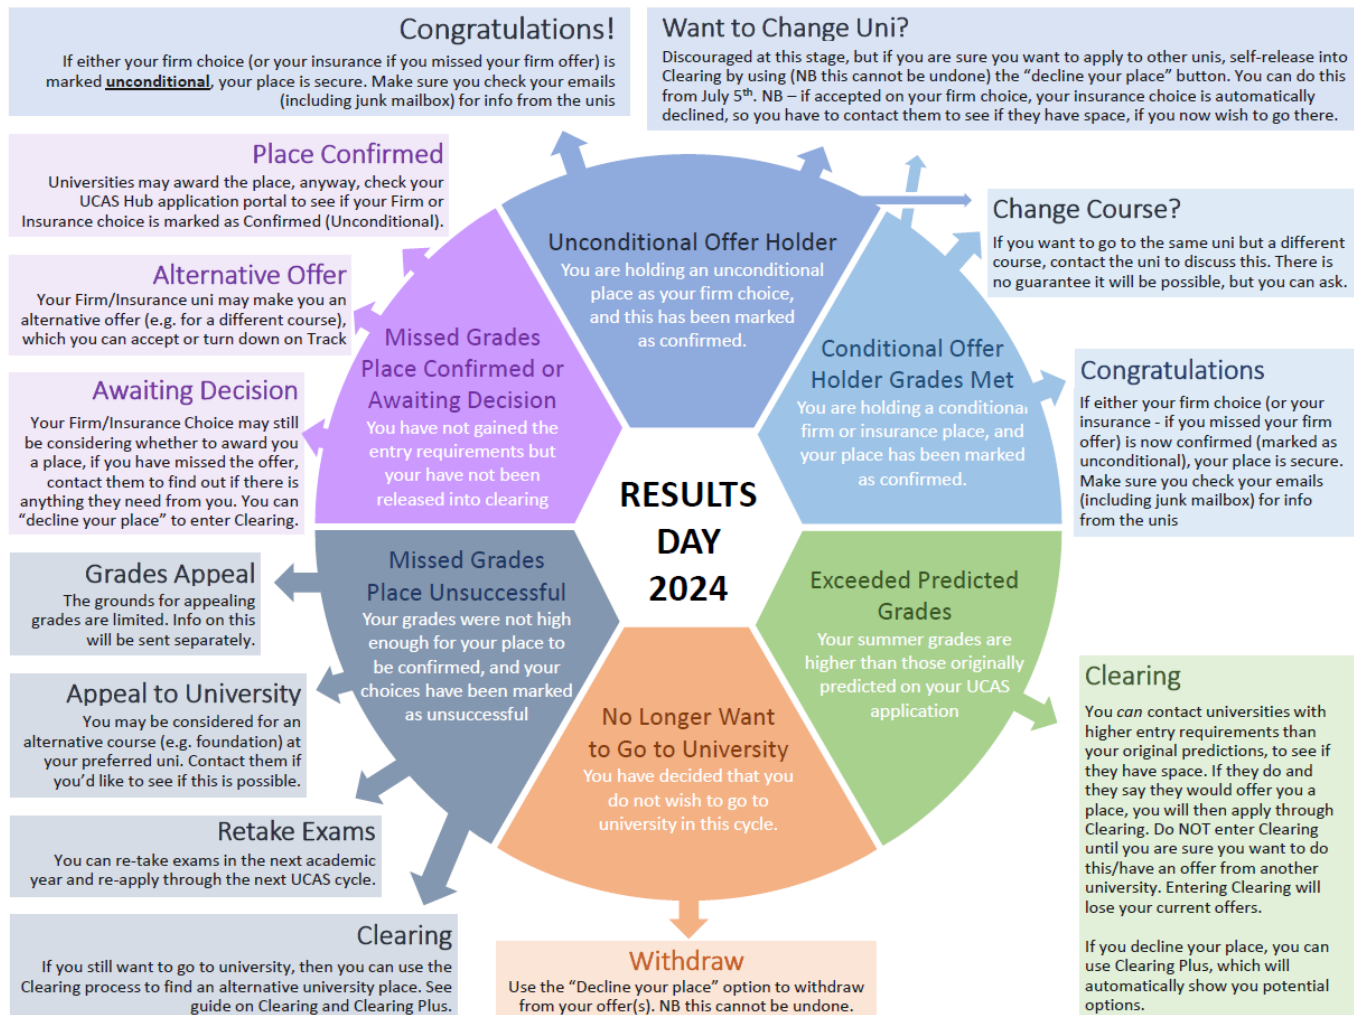 Congratulations!
If either your firm choice (or your insurance if you missed your firm offer) is
marked unconditional, your place is secure. Make sure you check your emails
(including junk mailbox) for info from the unis
Want to Change Uni?
Discouraged at this stage, but if you are sure you want to apply to other unis, self-release into
Clearing by using (NB this cannot be undone) the “decline your place” button. You can do this
from July 5th. NB – if accepted on your firm choice, your insurance choice is automatically
declined, so you have to contact them to see if they have space, if you now wish to go there.
Place Confirmed
Universities may award the place, anyway, check your
UCAS Hub application portal to see if your Firm or
Insurance choice is marked as Confirmed (Unconditional).
Change Course?
If you want to go to the same uni but a different
course, contact the uni to discuss this. There is
no guarantee it will be possible, but you can ask.
Unconditional Offer Holder
You are holding an unconditional
place as your firm choice,
and this has been marked
as confirmed.
Alternative Offer
Your Firm/Insurance uni may make you an
alternative offer (e.g. for a different course),
which you can accept or turn down on Track
Missed Grades
Place Confirmed or
Awaiting Decision
You have not gained the
entry requirements but
your have not been
released into clearing
Conditional Offer
Holder Grades Met
You are holding a conditional
firm or insurance place, and
your place has been marked
as confirmed.
Congratulations
If either your firm choice (or your
insurance - if you missed your firm
offer) is now confirmed (marked as
unconditional), your place is secure.
Make sure you check your emails
(including junk mailbox) for info
from the unis
Awaiting Decision
Your Firm/Insurance Choice may still
be considering whether to award you
a place, if you have missed the offer,
contact them to find out if there is
anything they need from you. You can
“decline your place” to enter Clearing.
RESULTS
DAY
2024
Grades Appeal
The grounds for appealing
grades are limited. Info on this
will be sent separately.
Missed Grades
Place Unsuccessful
Your grades were not high
enough for your place to
be confirmed, and your
choices have been marked
as unsuccessful
Exceeded Predicted
Grades
Your summer grades are
higher than those originally
predicted on your UCAS
application
Appeal to University
You may be considered for an
alternative course (e.g. foundation) at
your preferred uni. Contact them if
you’d like to see if this is possible.
No Longer Want
to Go to University
You have decided that you
do not wish to go to
university in this cycle.
Clearing
You can contact universities with
higher entry requirements than
your original predictions, to see if
they have space. If they do and
they say they would offer you a
place, you will then apply through
Clearing. Do NOT enter Clearing
until you are sure you want to do
this/have an offer from another
university. Entering Clearing will
lose your current offers.
If you decline your place, you can
use Clearing Plus, which will
automatically show you potential
options.
Retake Exams
You can re-take exams in the next academic
year and re-apply through the next UCAS cycle.
Clearing
If you still want to go to university, then you can use the
Clearing process to find an alternative university place. See
guide on Clearing and Clearing Plus.
Withdraw
Use the “Decline your place” option to withdraw
from your offer(s). NB this cannot be undone.